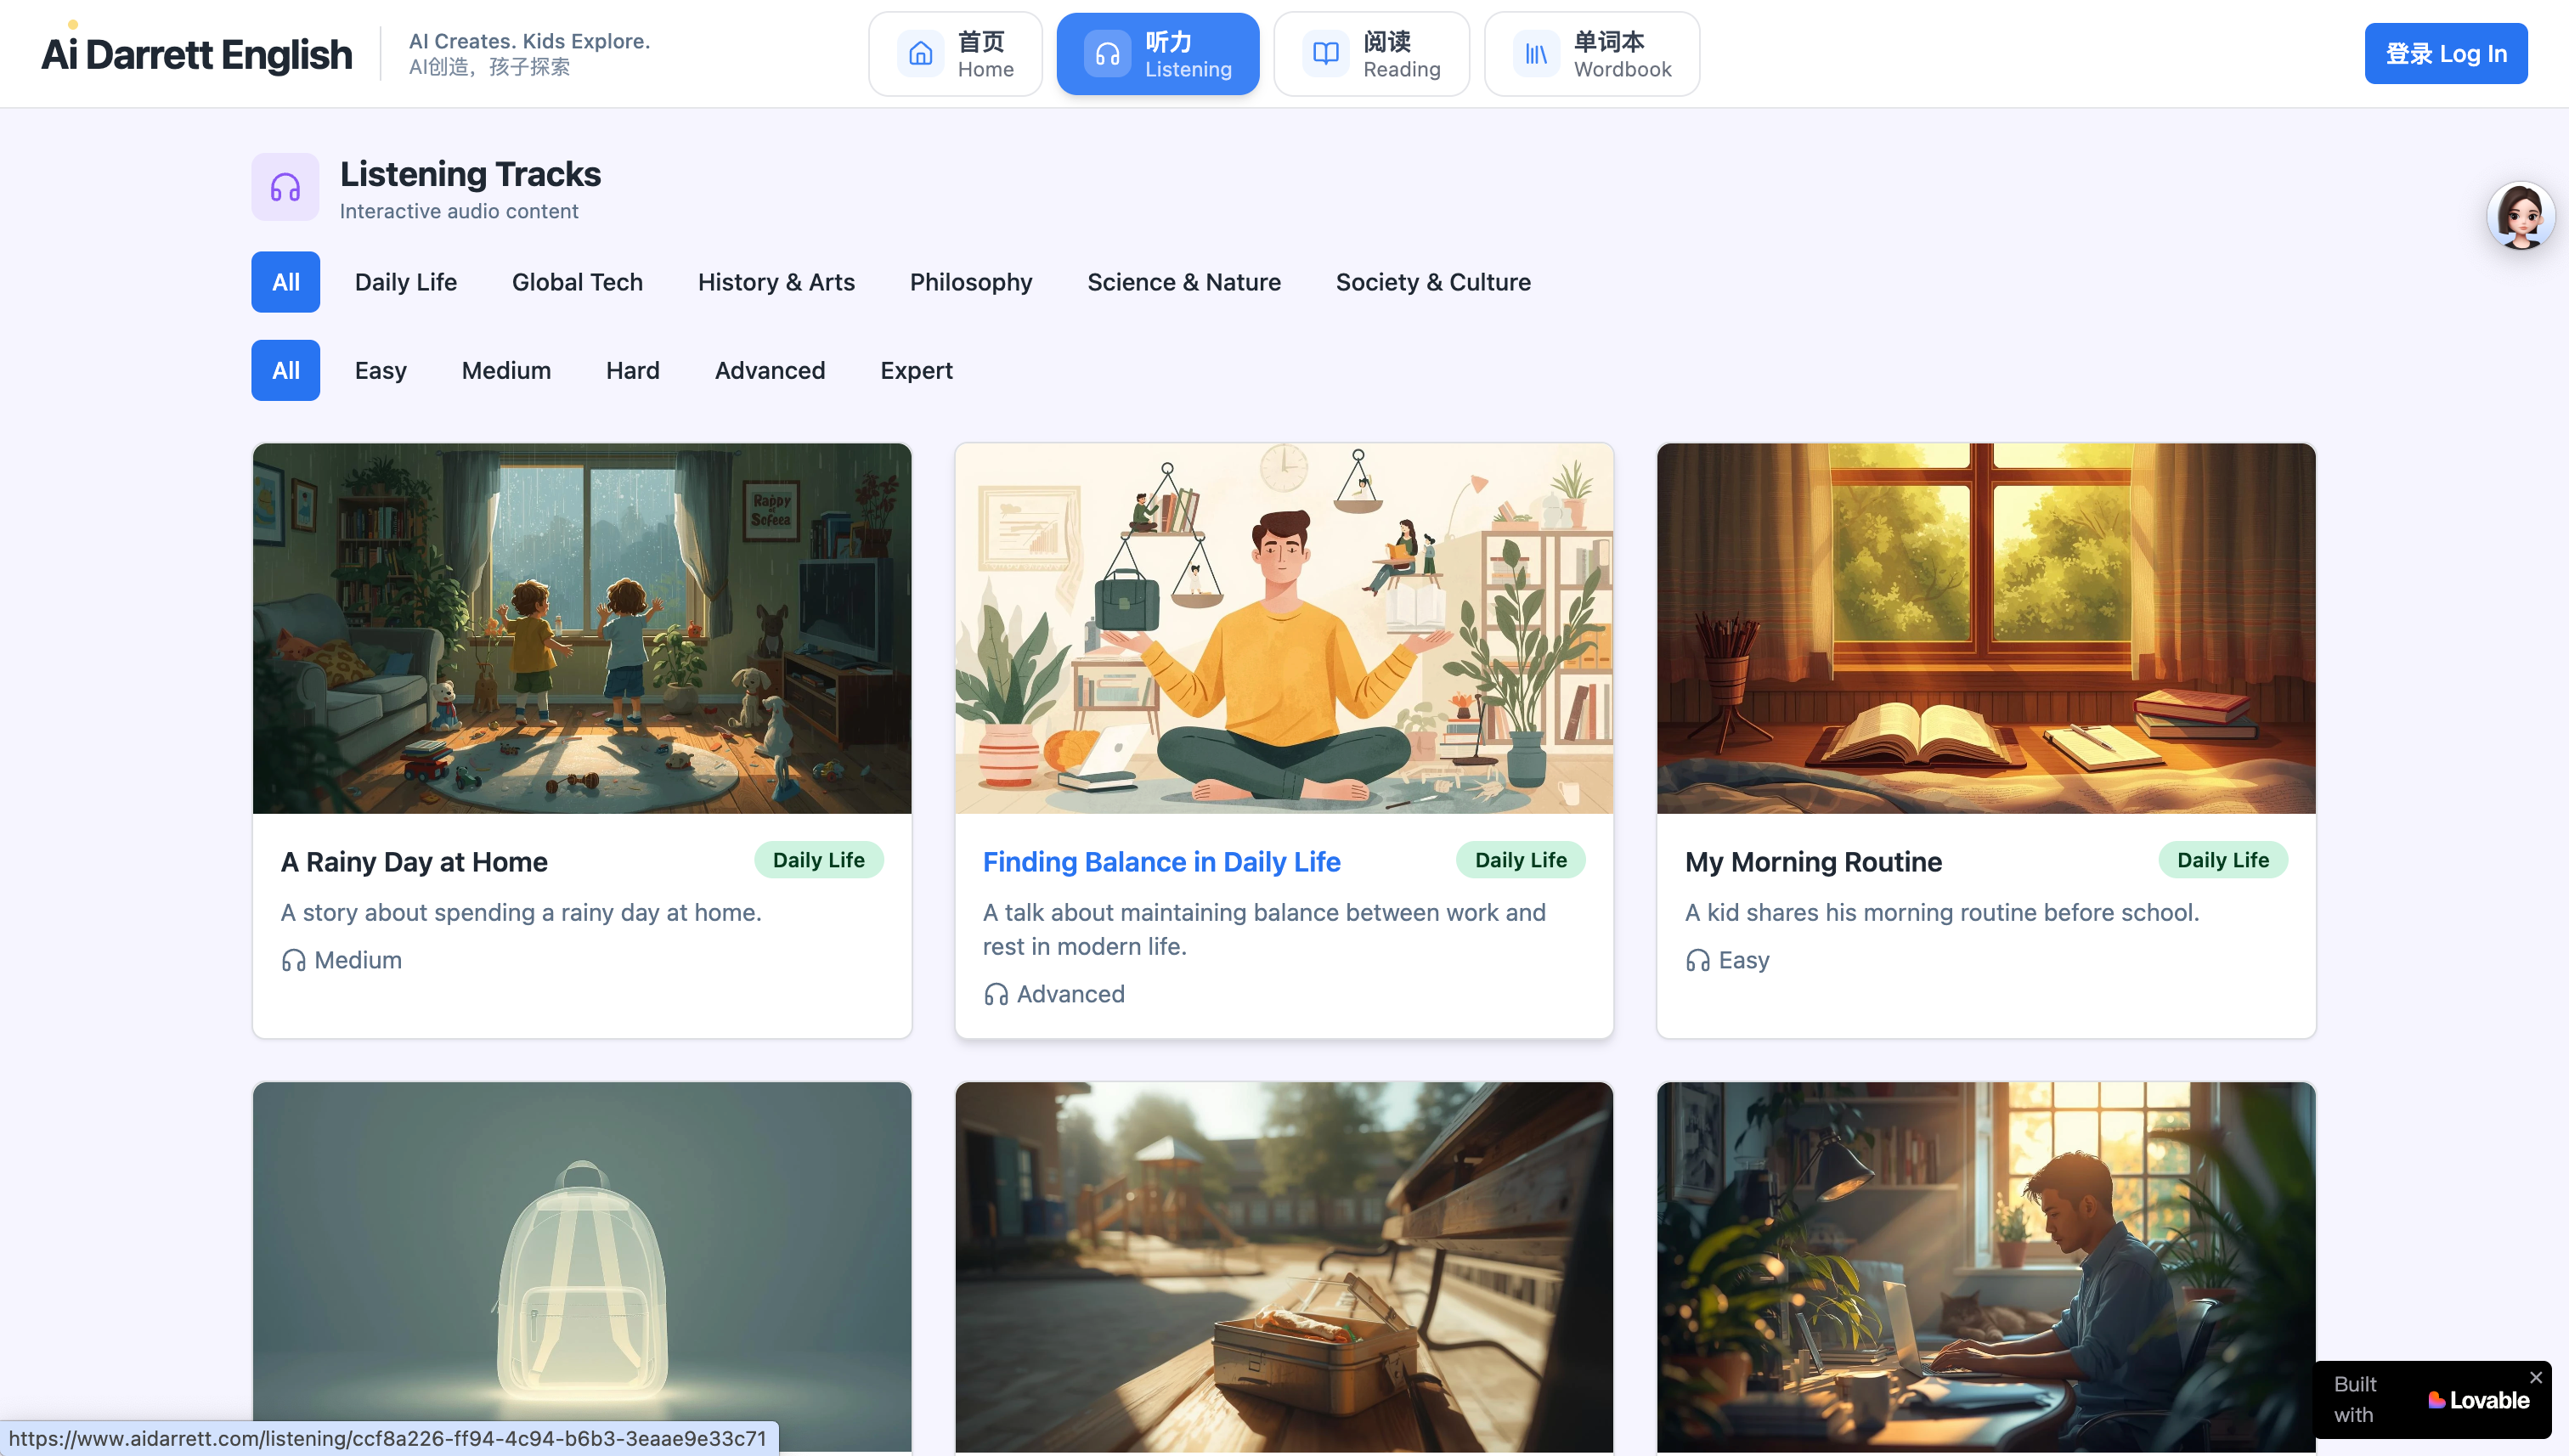 Ai Darrett English
AI Creates. Kids Explore.
AI创造，孩子探索
首页
Home
听力
Listening
阅读
Reading
单词本
Wordbook
登录 Log In
Listening Tracks
Interactive audio content
All Daily Life Global Tech History & Arts Philosophy Science & Nature Society & Culture
All Easy Medium Hard Advanced Expert
Rappy
Sofeea
A Rainy Day at Home
Daily Life
A story about spending a rainy day at home.
Medium
Finding Balance in Daily Life
Daily Life
A talk about maintaining balance between work and
rest in modern life.
Advanced
My Morning Routine
Daily Life
A kid shares his morning routine before school.
Easy
Built
with
Lovable
https://www.aidarrett.com/listening/ccf8a226-ff94-4c94-b6b3-3eaae9e33c71